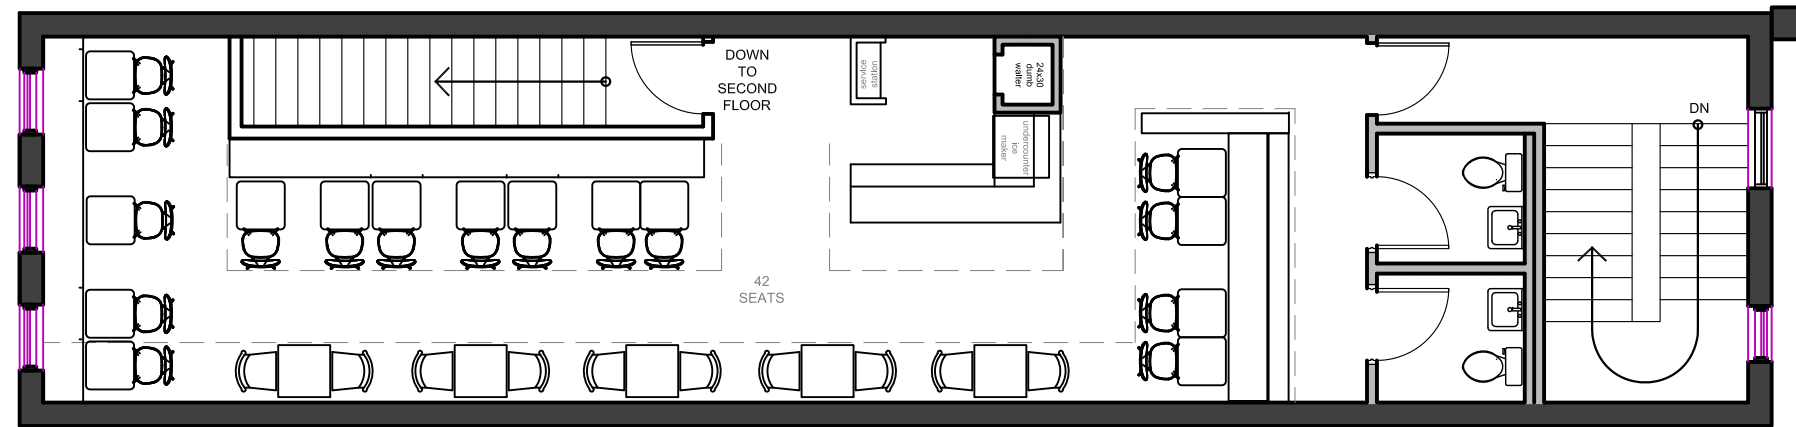 DOWN
TO
SECOND
FLOOR
service
station
24x30
dumb
waiter
undercounter
ice
maker
DN
42
SEATS